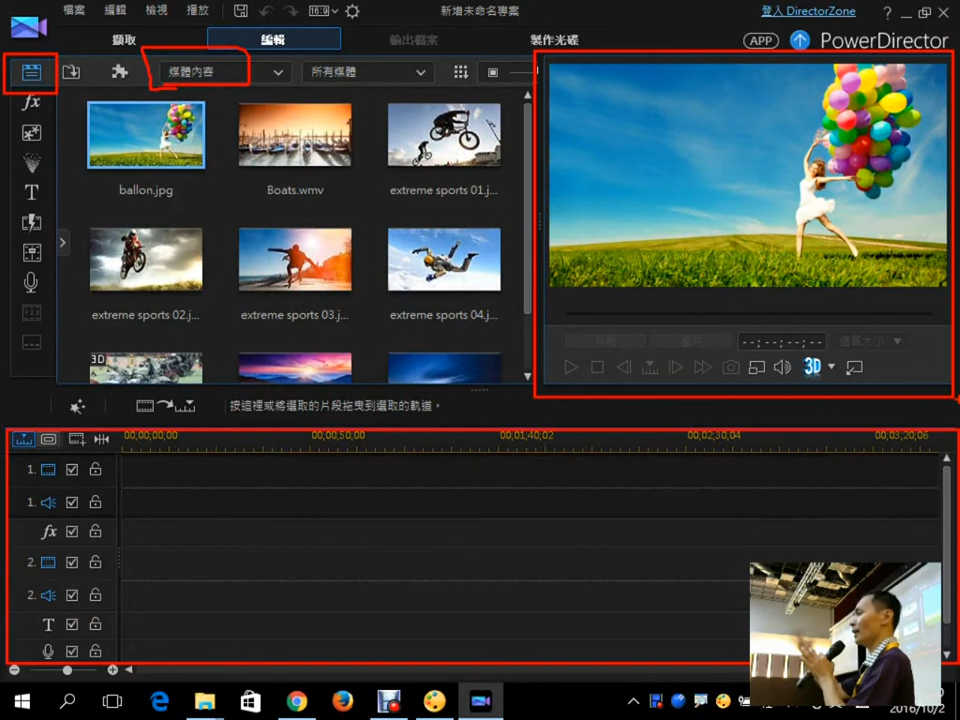 檔案 編輯 檢視 播放 16:9 新增未命名專案 登入 DirectorZone ?
擷取 編輯 輸出檔案 製作光碟 APP PowerDirector
媒體內容 所有媒體
fx
T
ballon.jpg Boats.wmv extreme sports 01.j...
extreme sports 02.j... extreme sports 03.j... extreme sports 04.j...
3D
--;--;--;--
3D
按這裡或將選取的片段拖曳到選取的軌道。
00;00;00;00 00;00;50;00 00;01;40;02 00;02;30;04 00;03;20;06
1.
1.
fx
2.
2.
T
2016/10/2